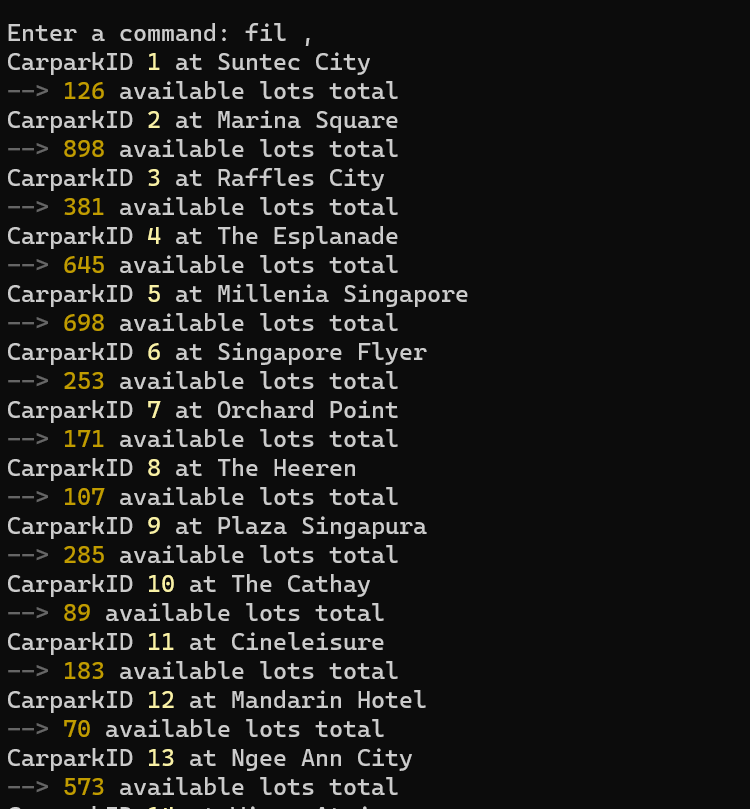 Enter a command: fil ,
CarparkID 1 at Suntec City
--> 126 available lots total
CarparkID 2 at Marina Square
--> 898 available lots total
CarparkID 3 at Raffles City
--> 381 available lots total
CarparkID 4 at The Esplanade
--> 645 available lots total
CarparkID 5 at Millenia Singapore
--> 698 available lots total
CarparkID 6 at Singapore Flyer
--> 253 available lots total
CarparkID 7 at Orchard Point
--> 171 available lots total
CarparkID 8 at The Heeren
--> 107 available lots total
CarparkID 9 at Plaza Singapura
--> 285 available lots total
CarparkID 10 at The Cathay
--> 89 available lots total
CarparkID 11 at Cineleisure
--> 183 available lots total
CarparkID 12 at Mandarin Hotel
--> 70 available lots total
CarparkID 13 at Ngee Ann City
--> 573 available lots total